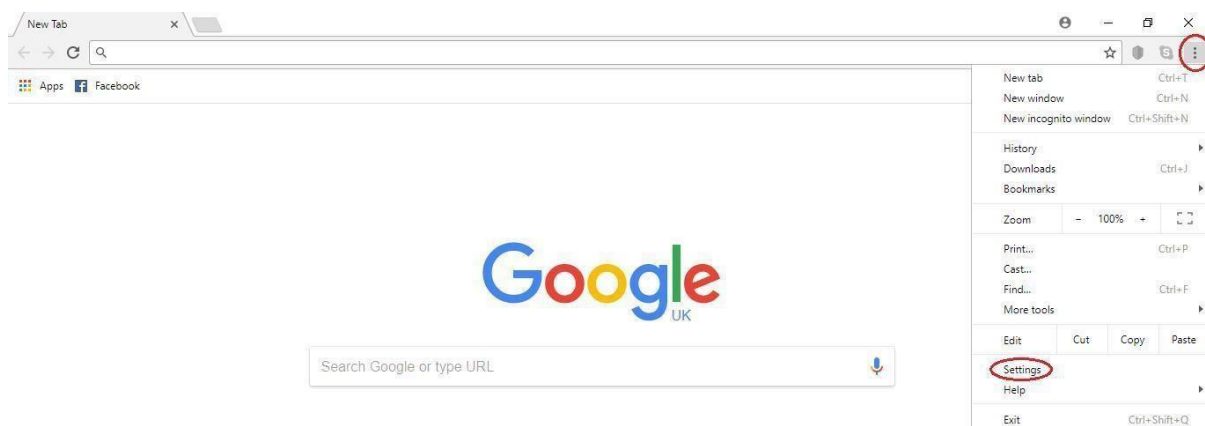 New Tab
Apps Facebook
New tab Ctrl+T
New window Ctrl+N
New incognito window Ctrl+Shift+N
History
Downloads Ctrl+J
Bookmarks
Zoom - 100% +
Print... Ctrl+P
Cast...
Find... Ctrl+F
More tools
Edit Cut Copy Paste
Settings
Help
Exit Ctrl+Shift+Q
Google
UK
Search Google or type URL